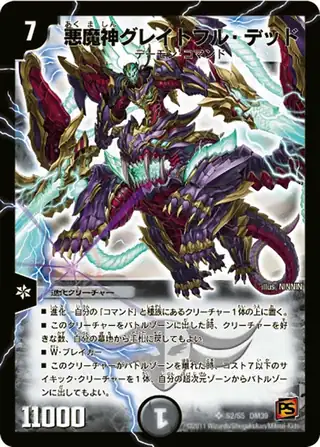 7
あくましん
悪魔神グレイトフル・デッド
デーモン・コマンド
illus. NINNIN
進化クリーチャー
■ 進化-自分の「コマンド」と種族にあるクリーチャー1体の上に置く。
■ このクリーチャーをバトルゾーンに出した時、クリーチャーを好きな数、自分の墓地から手札に戻してもよい。
■ W・ブレイカー
■ このクリーチャーがバトルゾーンを離れた時、コスト7以下のサイキック・クリーチャーを1体、自分の超次元ゾーンからバトルゾーンに出してもよい。
11000
1
S2/S5 DM39
PS
©2011 Wizards/Shogakukan/Mitsui-Kids